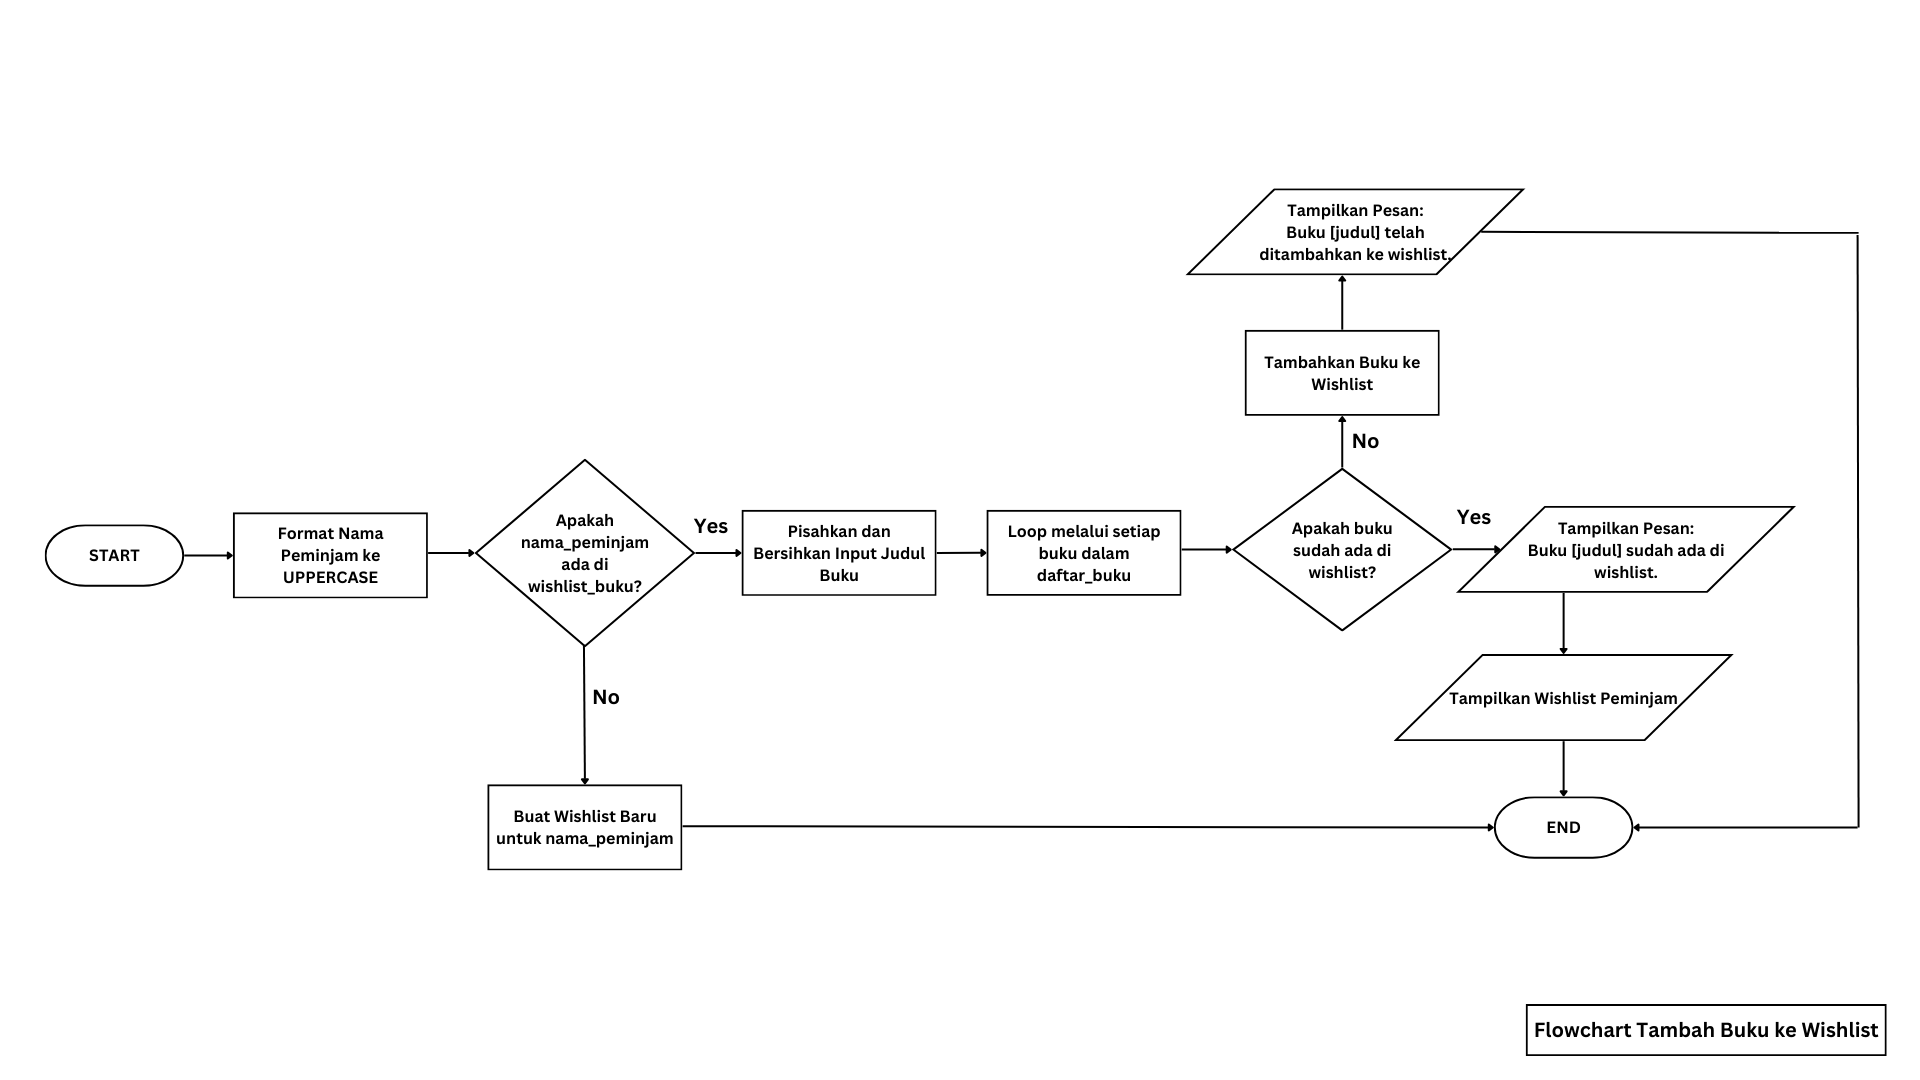 START
Format Nama
Peminjam ke
UPPERCASE
Apakah
nama_peminjam
ada di
wishlist_buku?
Yes
Pisahkan dan
Bersihkan Input Judul
Buku
Loop melalui setiap
buku dalam
daftar_buku
Apakah buku
sudah ada di
wishlist?
No
Tambahkan Buku ke
Wishlist
Tampilkan Pesan:
Buku [judul] telah
ditambahkan ke wishlist.
Yes
Tampilkan Pesan:
Buku [judul] sudah ada di
wishlist.
Tampilkan Wishlist Peminjam
No
Buat Wishlist Baru
untuk nama_peminjam
END
Flowchart Tambah Buku ke Wishlist